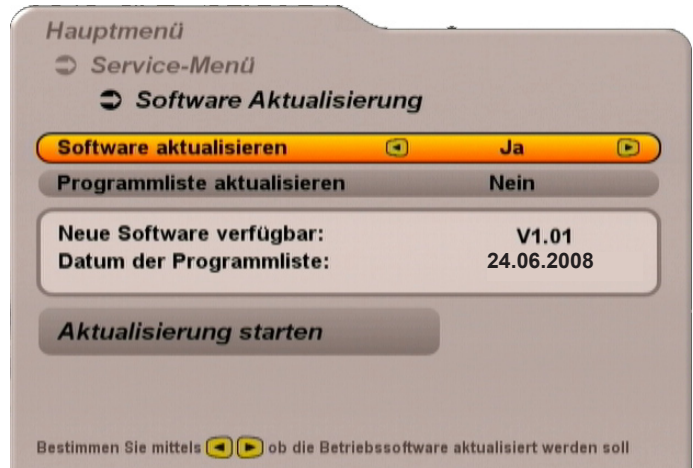 Hauptmenü
Service-Menü
Software Aktualisierung
Software aktualisieren Ja
Programmliste aktualisieren Nein
Neue Software verfügbar: V1.01
Datum der Programmliste: 24.06.2008
Aktualisierung starten
Bestimmen Sie mittels ob die Betriebssoftware aktualisiert werden soll